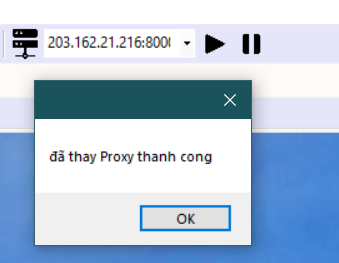 203.162.21.216:800
đã thay Proxy thanh cong
OK